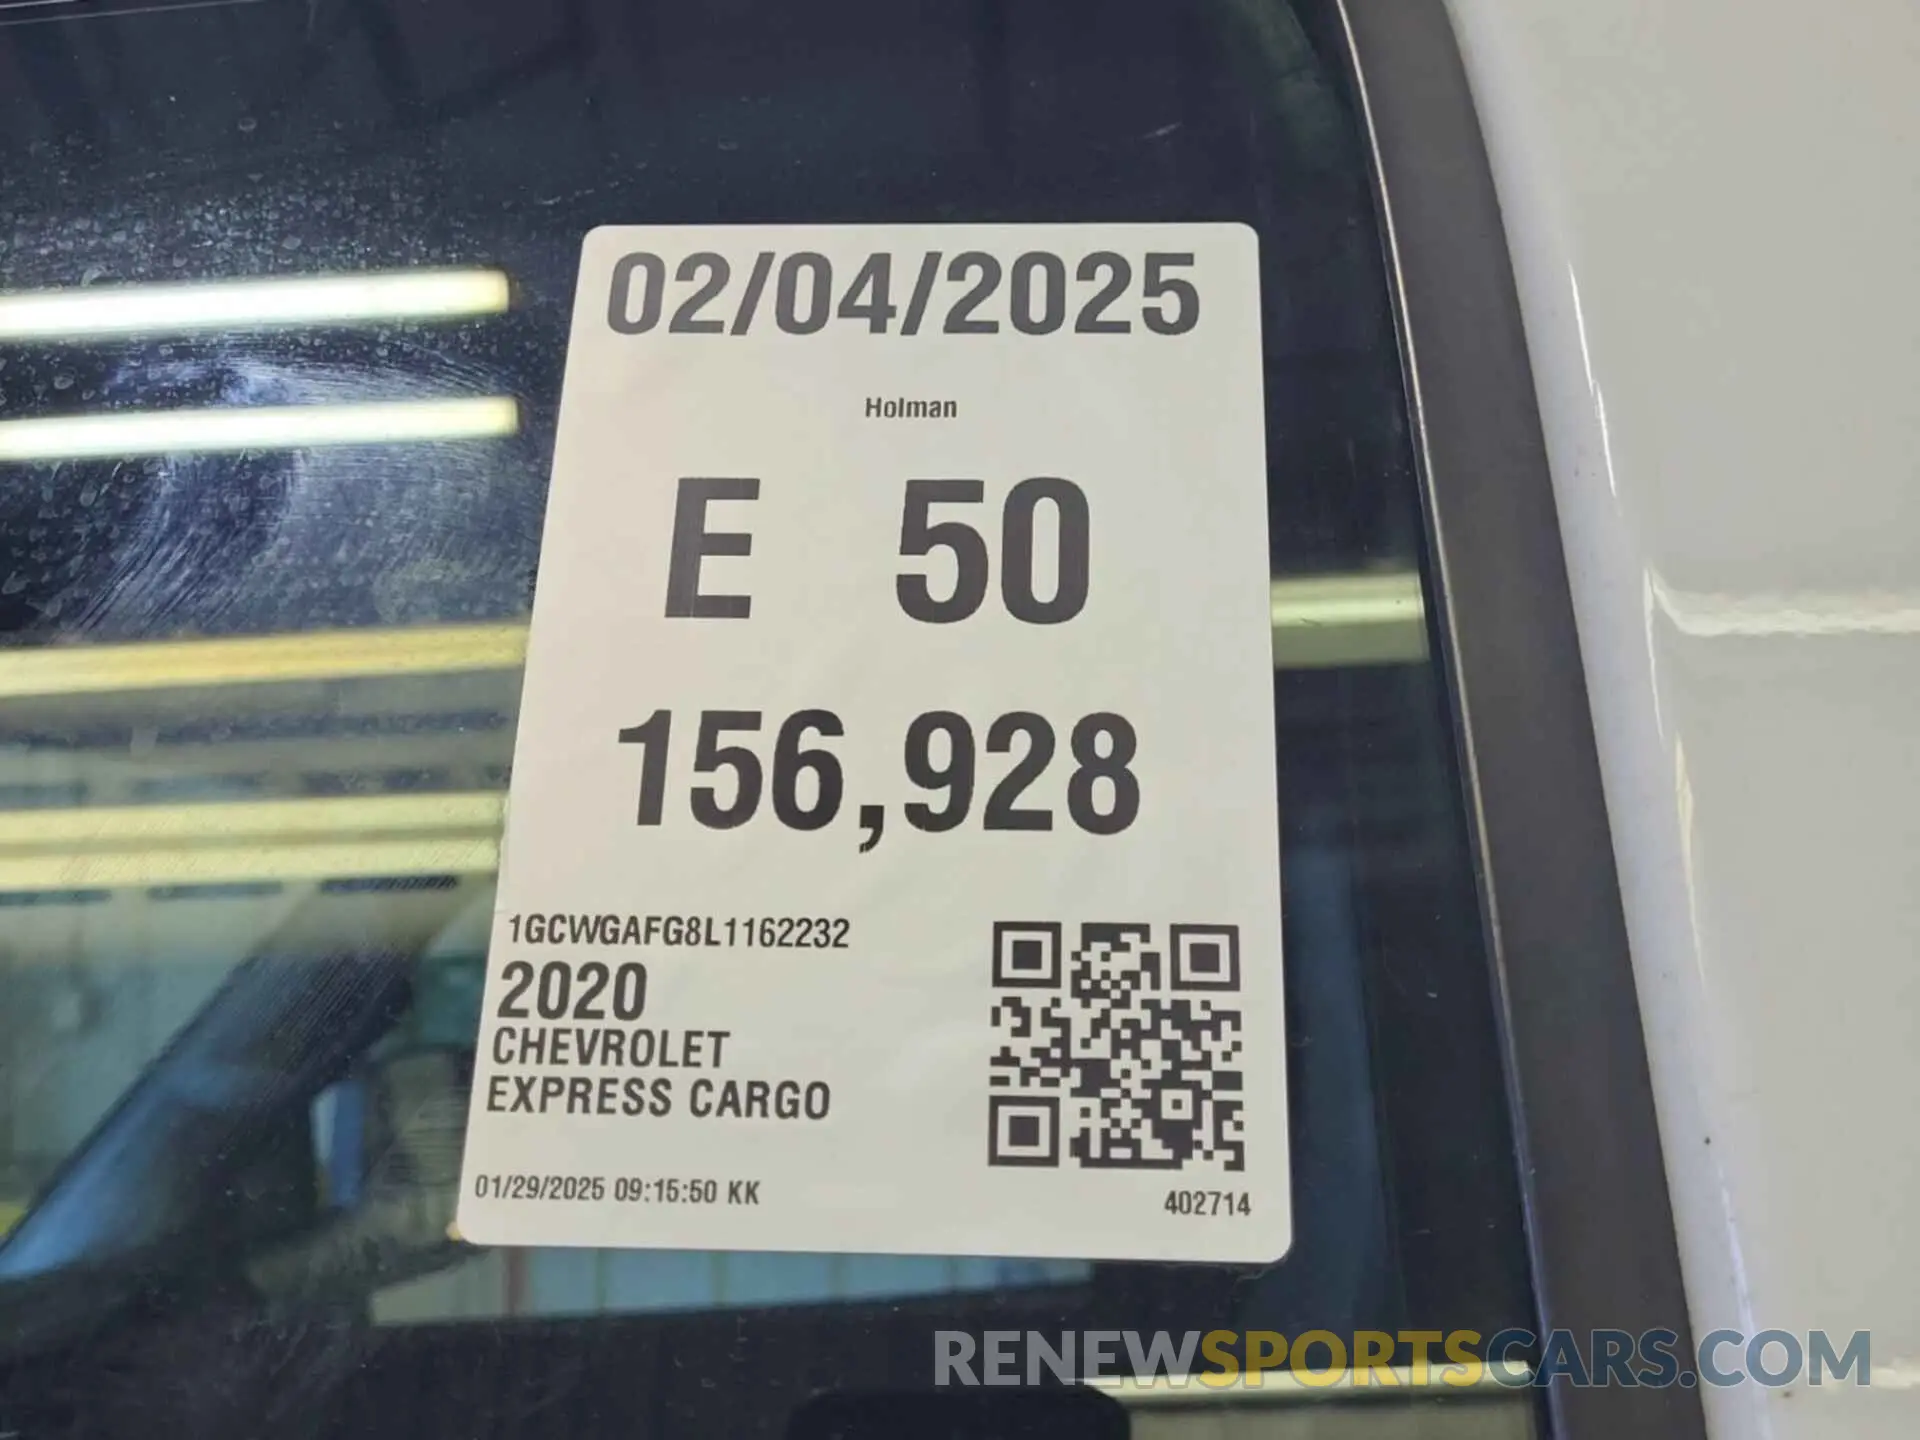 02/04/2025
Holman
E 50
156,928
1GCWGAFG8L1162232
2020
CHEVROLET
EXPRESS CARGO
01/29/2025 09:15:50 KK
402714
RENEWSPORTSCARS.COM